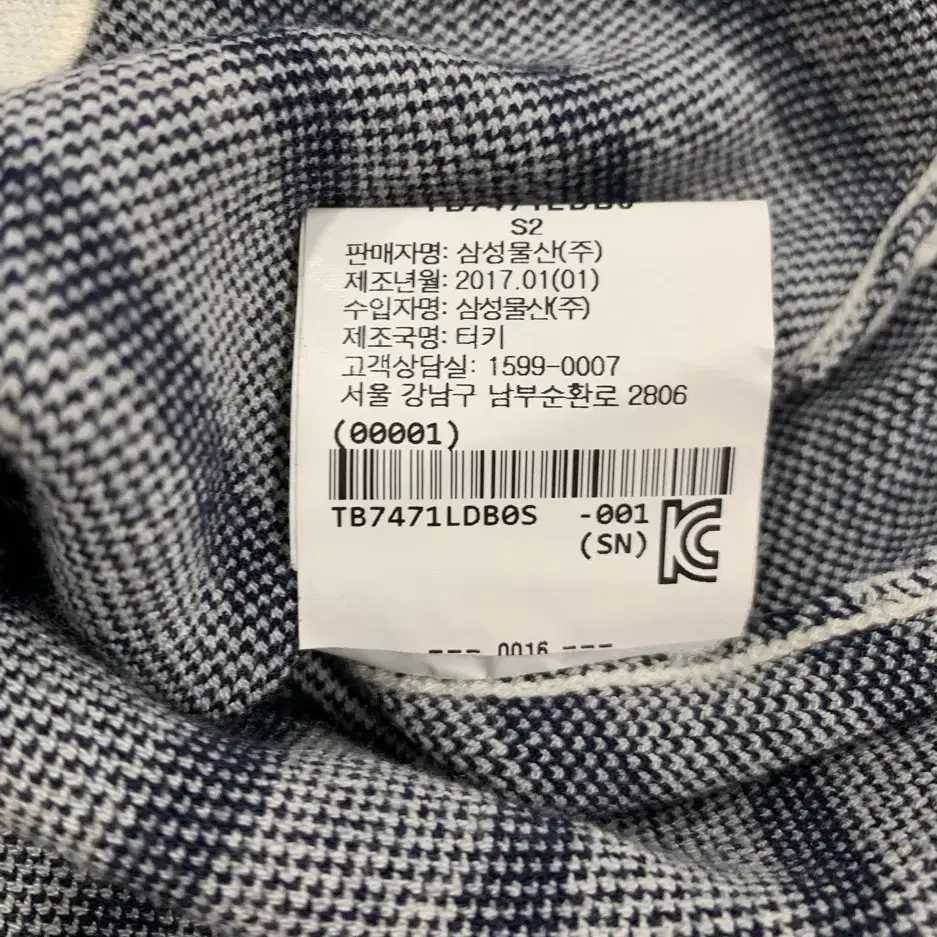 TB7471LDB0
S2
판매자명: 삼성물산(주)
제조년월: 2017.01(01)
수입자명: 삼성물산(주)
제조국명: 터키
고객상담실: 1599-0007
서울 강남구 남부순환로 2806
(00001)
TB7471LDB0S -001
(SN)
0016